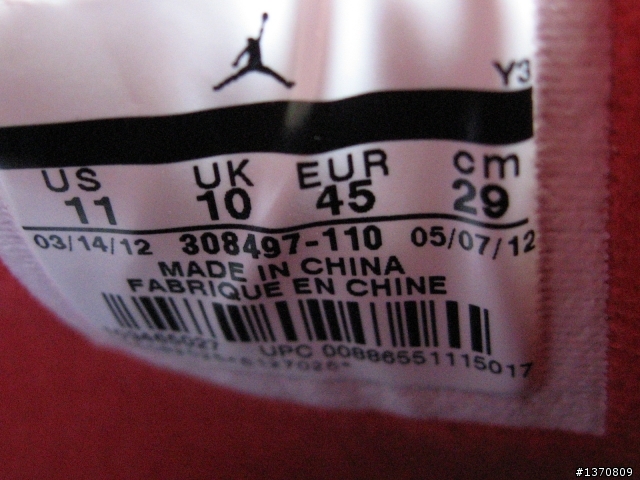 Y3
US UK EUR cm
11 10 45 29
03/14/12 308497-110 05/07/12
MADE IN CHINA
FABRIQUE EN CHINE
UPC 00886551115017
#1370809